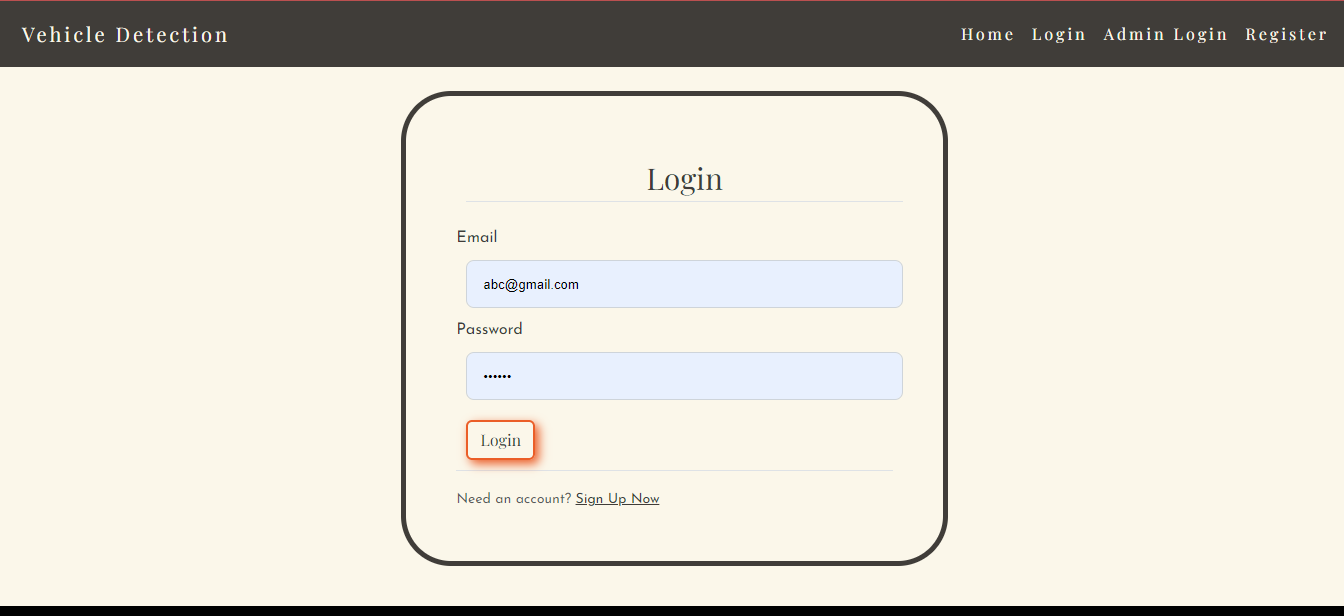 Vehicle Detection
Home Login Admin Login Register
Login
Email
abc@gmail.com
Password
••••••
Login
Need an account? Sign Up Now